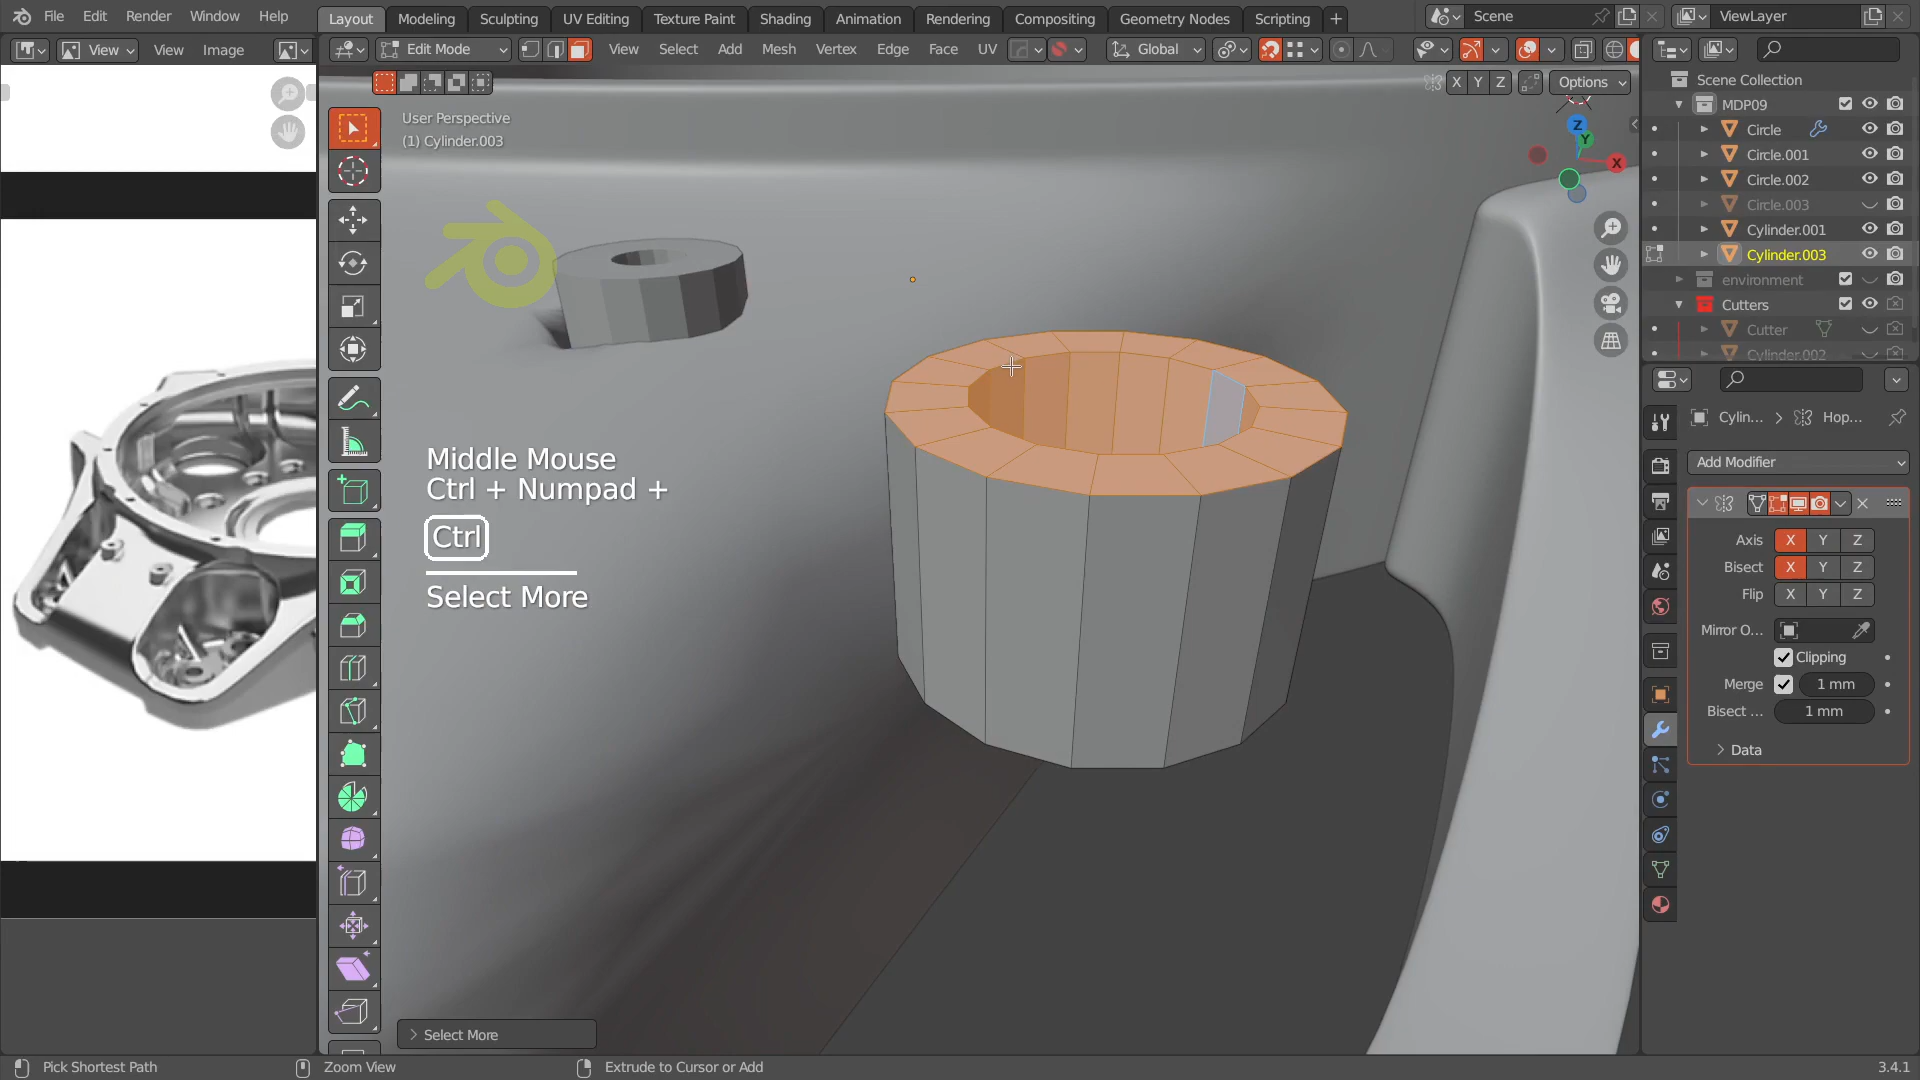 File Edit Render Window Help
Layout Modeling Sculpting UV Editing Texture Paint Shading Animation Rendering Compositing Geometry Nodes Scripting +
Scene
ViewLayer
View View Image
Edit Mode View Select Add Mesh Vertex Edge Face UV Global
X Y Z Options
User Perspective
(1) Cylinder.003
Z
Y
X
Middle Mouse
Ctrl + Numpad +
Ctrl
Select More
Select More
Scene Collection
MDP09
Circle
Circle.001
Circle.002
Circle.003
Cylinder.001
Cylinder.003
environment
Cutters
Cutter
Cylinder.002
Cylin... Hop...
Add Modifier
Axis X Y Z
Bisect X Y Z
Flip X Y Z
Mirror O...
Clipping
Merge 1 mm
Bisect ... 1 mm
Data
Pick Shortest Path Zoom View Extrude to Cursor or Add 3.4.1